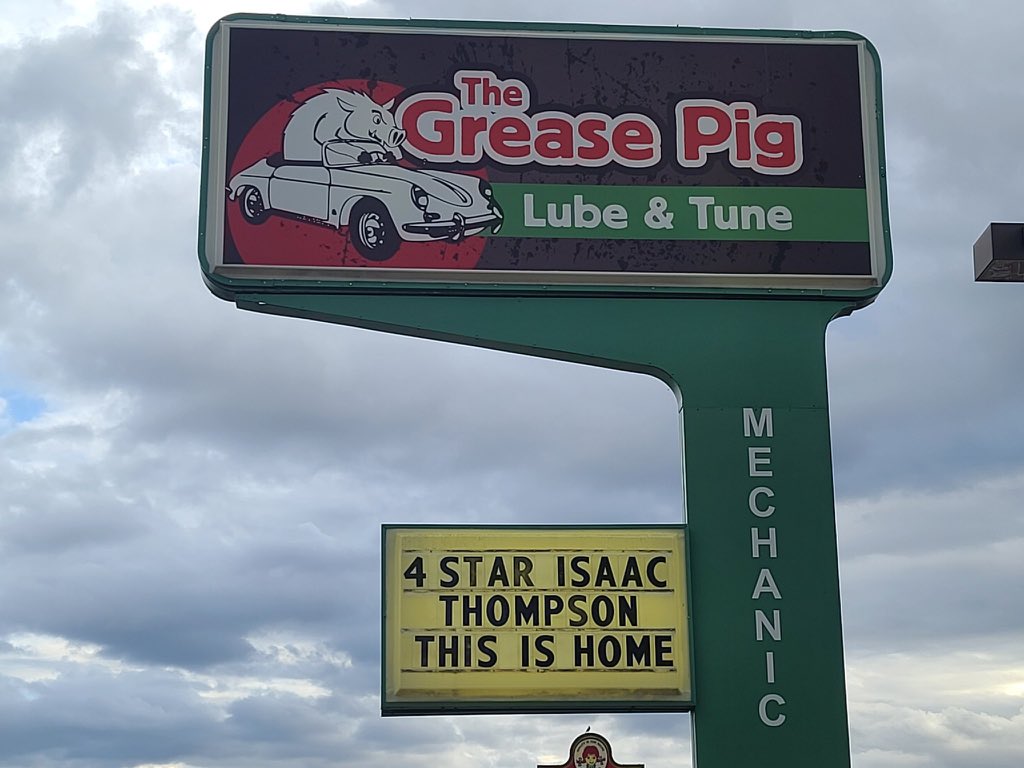 The
Grease Pig
Lube & Tune
MECHANIC
4 STAR ISAAC
THOMPSON
THIS IS HOME